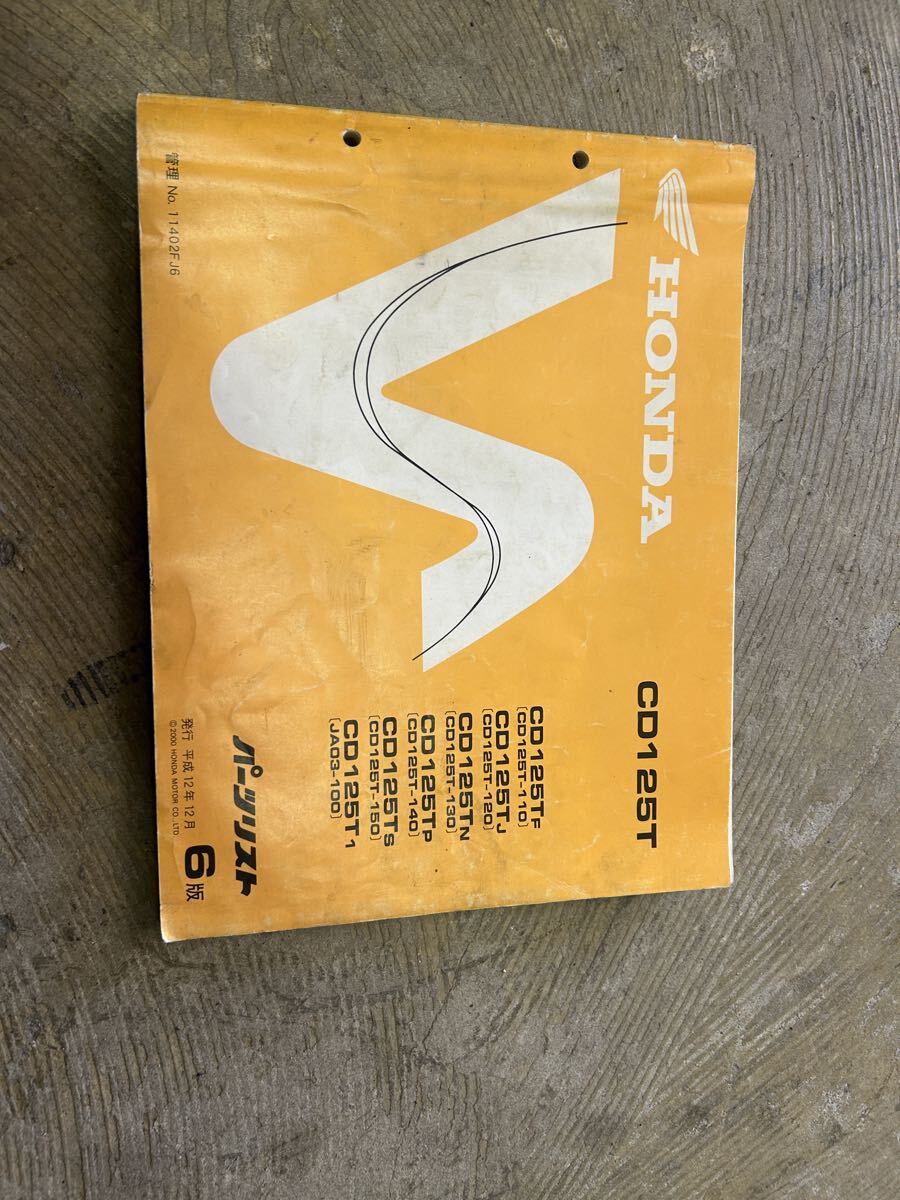 HONDA
CD125T
CD125TF
(CD125T-110)
CD125TJ
(CD125T-120)
CD125TN
(CD125T-130)
CD125TP
(CD125T-140)
CD125TS
(CD125T-150)
CD125T1
(JA03-100)
パーツリスト
発行 平成 12年 12月
© 2000 HONDA MOTOR CO., LTD
6版
管理 No. 11402FJ6